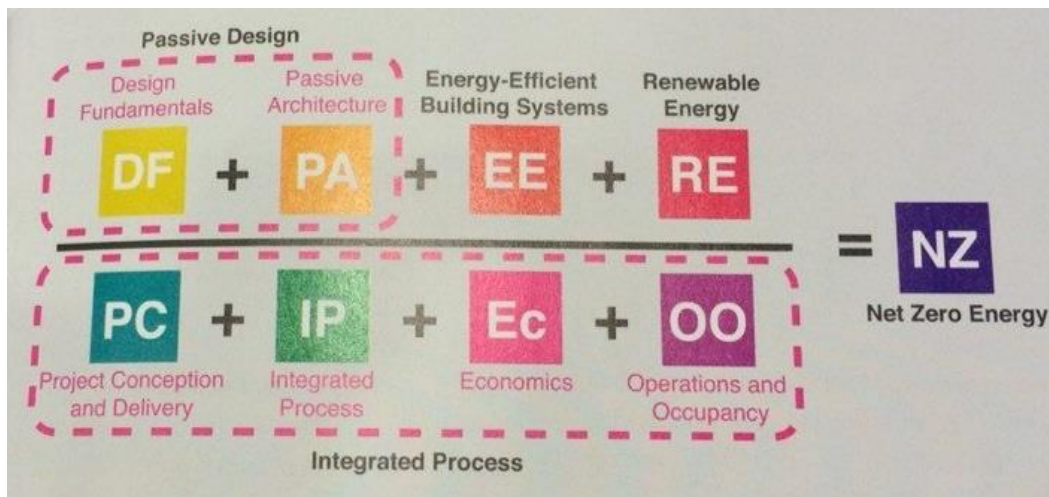 Passive Design
Design
Fundamentals
Passive
Architecture
Energy-Efficient
Building Systems
Renewable
Energy
DF + PA + EE + RE
= NZ
Net Zero Energy
PC + IP + Ec + OO
Project Conception
and Delivery
Integrated
Process
Economics
Operations and
Occupancy
Integrated Process